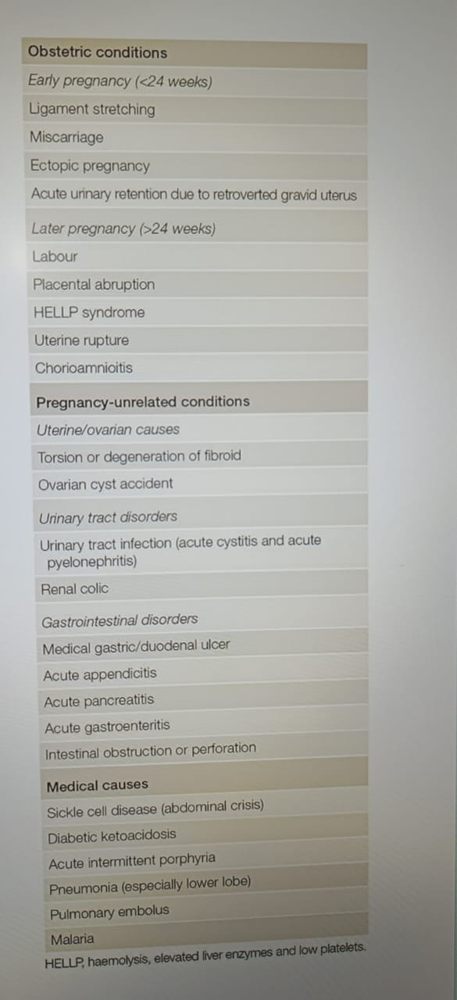 Obstetric conditions
Early pregnancy (<24 weeks)
Ligament stretching
Miscarriage
Ectopic pregnancy
Acute urinary retention due to retroverted gravid uterus
Later pregnancy (>24 weeks)
Labour
Placental abruption
HELLP syndrome
Uterine rupture
Chorioamnioitis
Pregnancy-unrelated conditions
Uterine/ovarian causes
Torsion or degeneration of fibroid
Ovarian cyst accident
Urinary tract disorders
Urinary tract infection (acute cystitis and acute
pyelonephritis)
Renal colic
Gastrointestinal disorders
Medical gastric/duodenal ulcer
Acute appendicitis
Acute pancreatitis
Acute gastroenteritis
Intestinal obstruction or perforation
Medical causes
Sickle cell disease (abdominal crisis)
Diabetic ketoacidosis
Acute intermittent porphyria
Pneumonia (especially lower lobe)
Pulmonary embolus
Malaria
HELLP, haemolysis, elevated liver enzymes and low platelets.